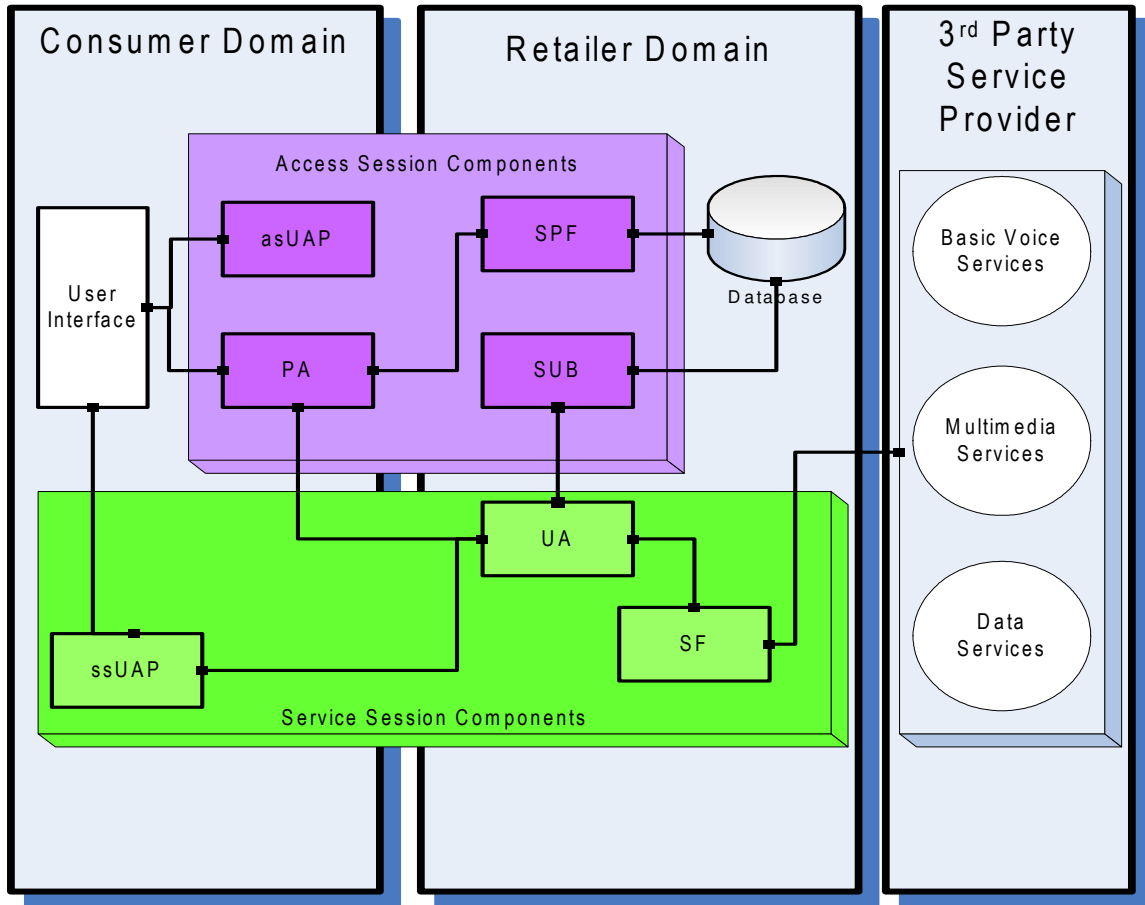 Consumer Domain
Retailer Domain
3rd Party
Service
Provider
Access Session Components
asUAP
SPF
User
Interface
Database
Basic Voice
Services
PA
SUB
Multimedia
Services
UA
SF
Data
Services
ssUAP
Service Session Components